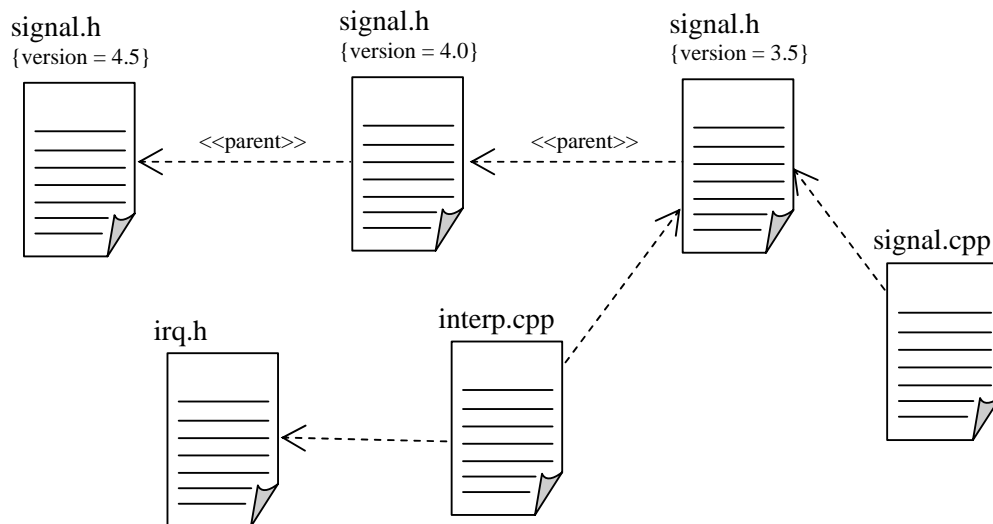 signal.h
{version = 4.5}
signal.h
{version = 4.0}
signal.h
{version = 3.5}
<<parent>>
<<parent>>
signal.cpp
irq.h
interp.cpp